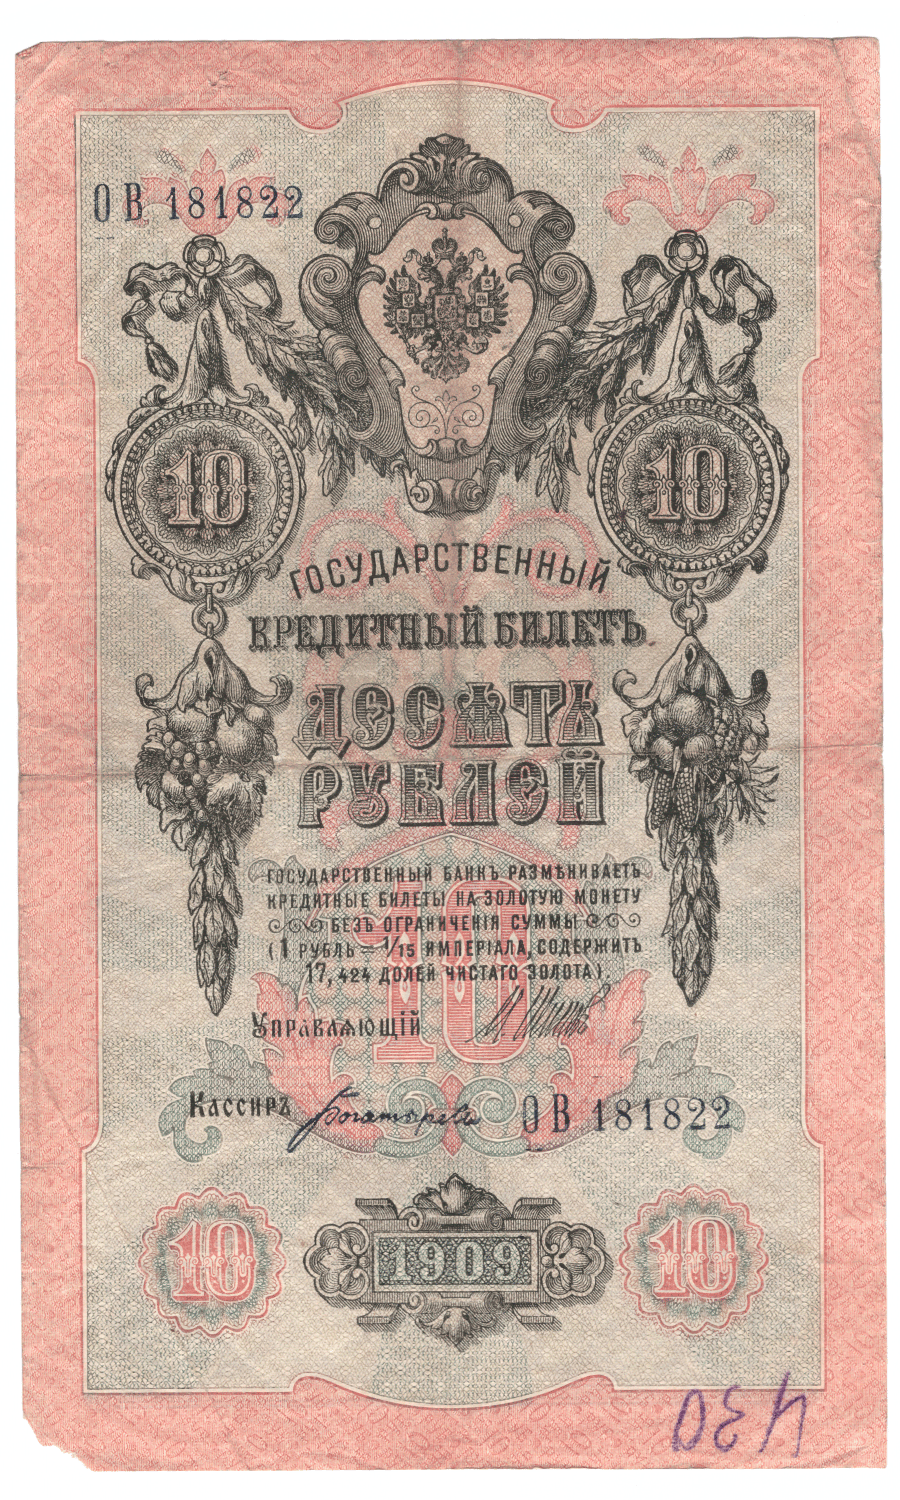 ОВ 181822
10 10
ГОСУДАРСТВЕННЫЙ
КРЕДИТНЫЙ БИЛЕТЪ
ДЕСЯТЬ
РУБЛЕЙ
ГОСУДАРСТВЕННЫЙ БАНКЪ РАЗМѢНИВАЕТЪ
КРЕДИТНЫЕ БИЛЕТЫ НА ЗОЛОТУЮ МОНЕТУ
БЕЗЪ ОГРАНИЧЕНІЯ СУММЫ
(1 РУБЛЬ — 1/15 ИМПЕРІАЛА, СОДЕРЖИТЪ
17,424 ДОЛЕЙ ЧИСТАГО ЗОЛОТА).
10
УПРАВЛЯЮЩІЙ
КАССИРЪ
ОВ 181822
10 1909 10